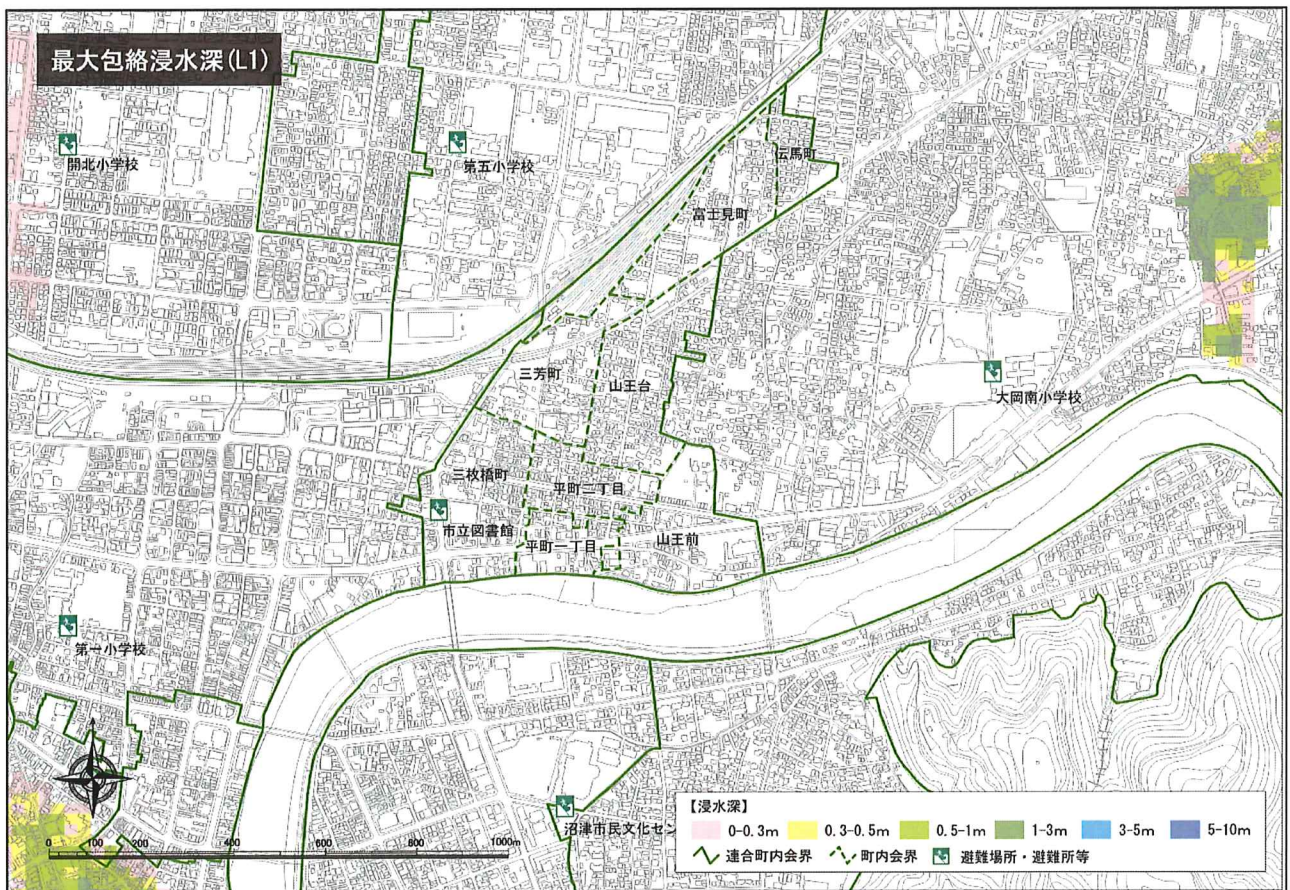 最大包絡浸水深(L1)
開北小学校
第五小学校
伝馬町
富士見町
三芳町
山王台
大岡南小学校
三枚橋町
平町二丁目
市立図書館
平町一丁目
山王前
第一小学校
沼津市民文化セン
0 100 200 400 600 800 1000m
【浸水深】
0-0.3m 0.3-0.5m 0.5-1m 1-3m 3-5m 5-10m
連合町内会界 町内会界 避難場所・避難所等